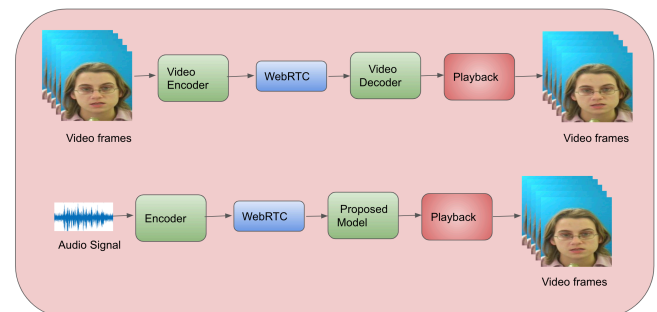 Video
Encoder
WebRTC
Video
Decoder
Playback
Video frames
Video frames
Encoder
WebRTC
Proposed
Model
Playback
Audio Signal
Video frames